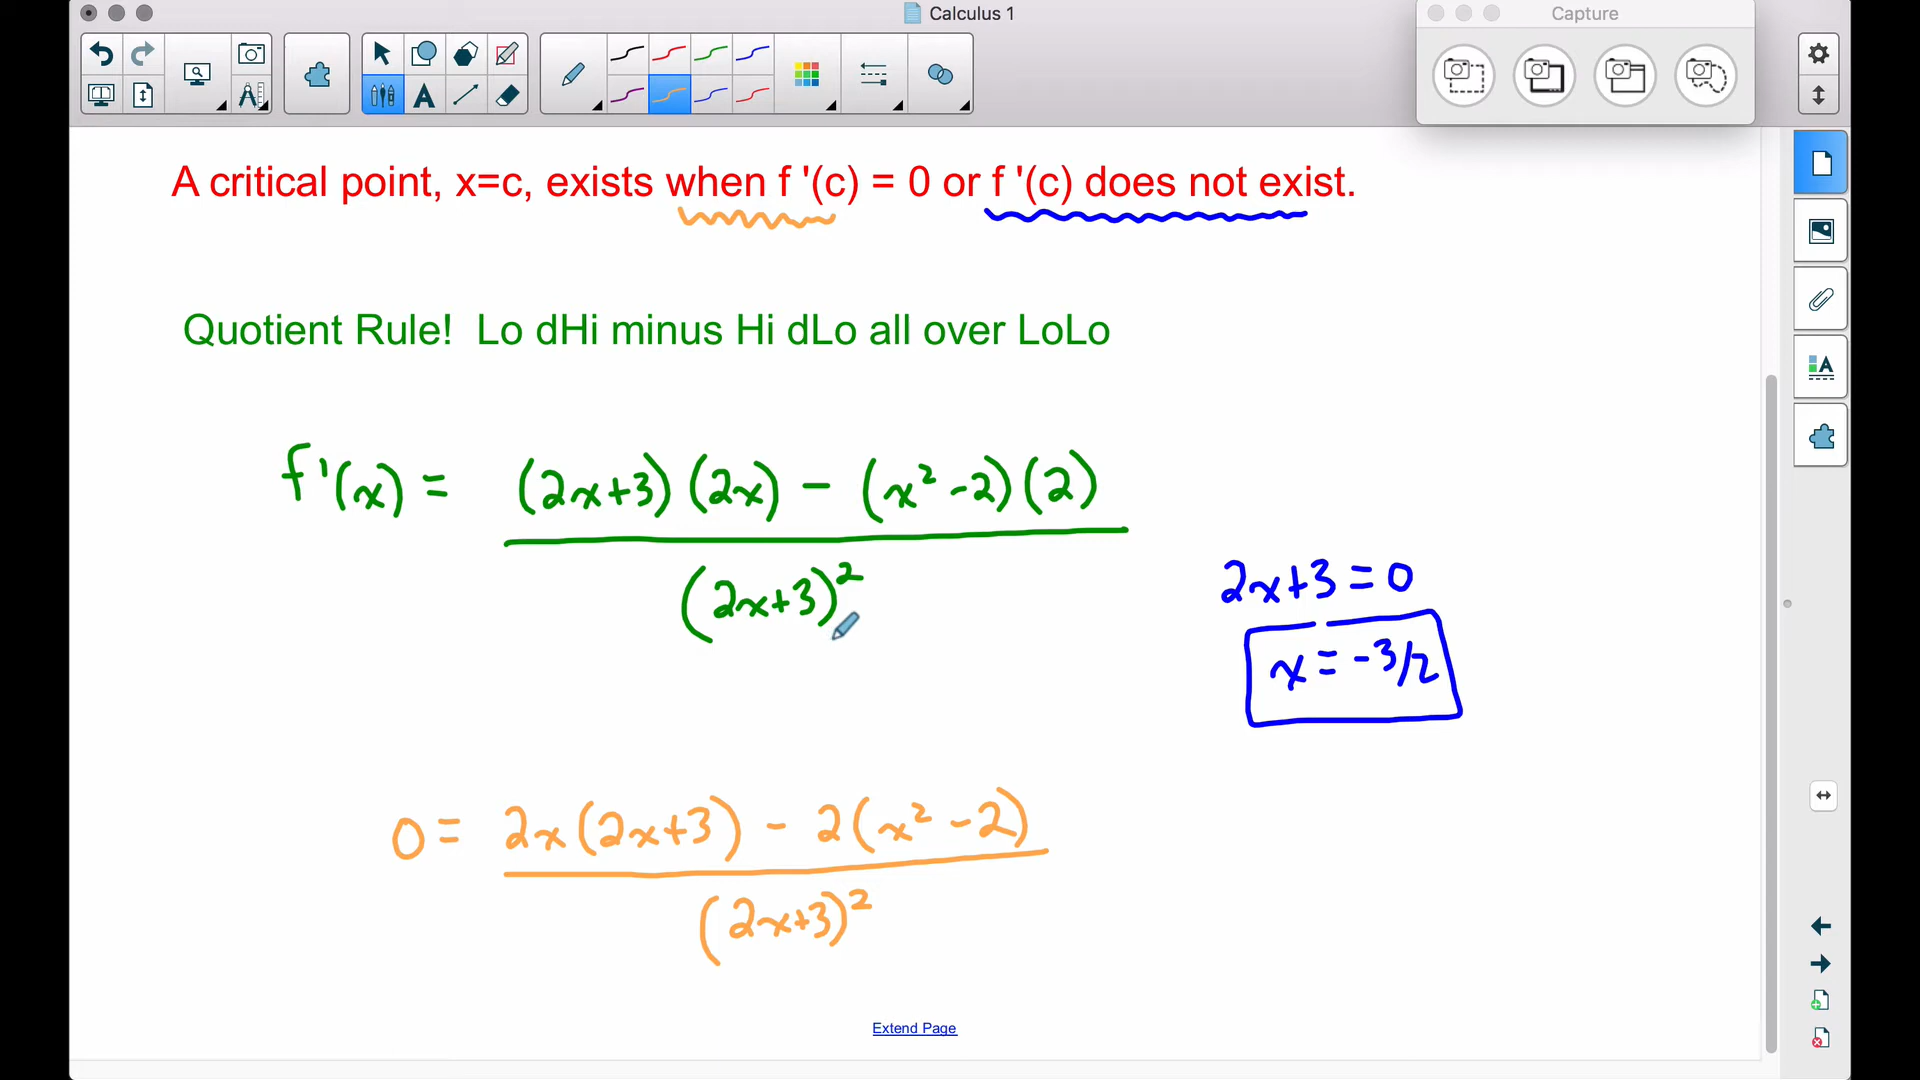 Calculus 1
Capture
A critical point, x=c, exists when f '(c) = 0 or f '(c) does not exist.
Quotient Rule! Lo dHi minus Hi dLo all over LoLo
f'(x) = (2x+3)(2x) - (x² -2)(2)
(2x+3)²
2x+3 = 0
x = -3/2
0 = 2x(2x+3) - 2(x² -2)
(2x+3)²
Extend Page